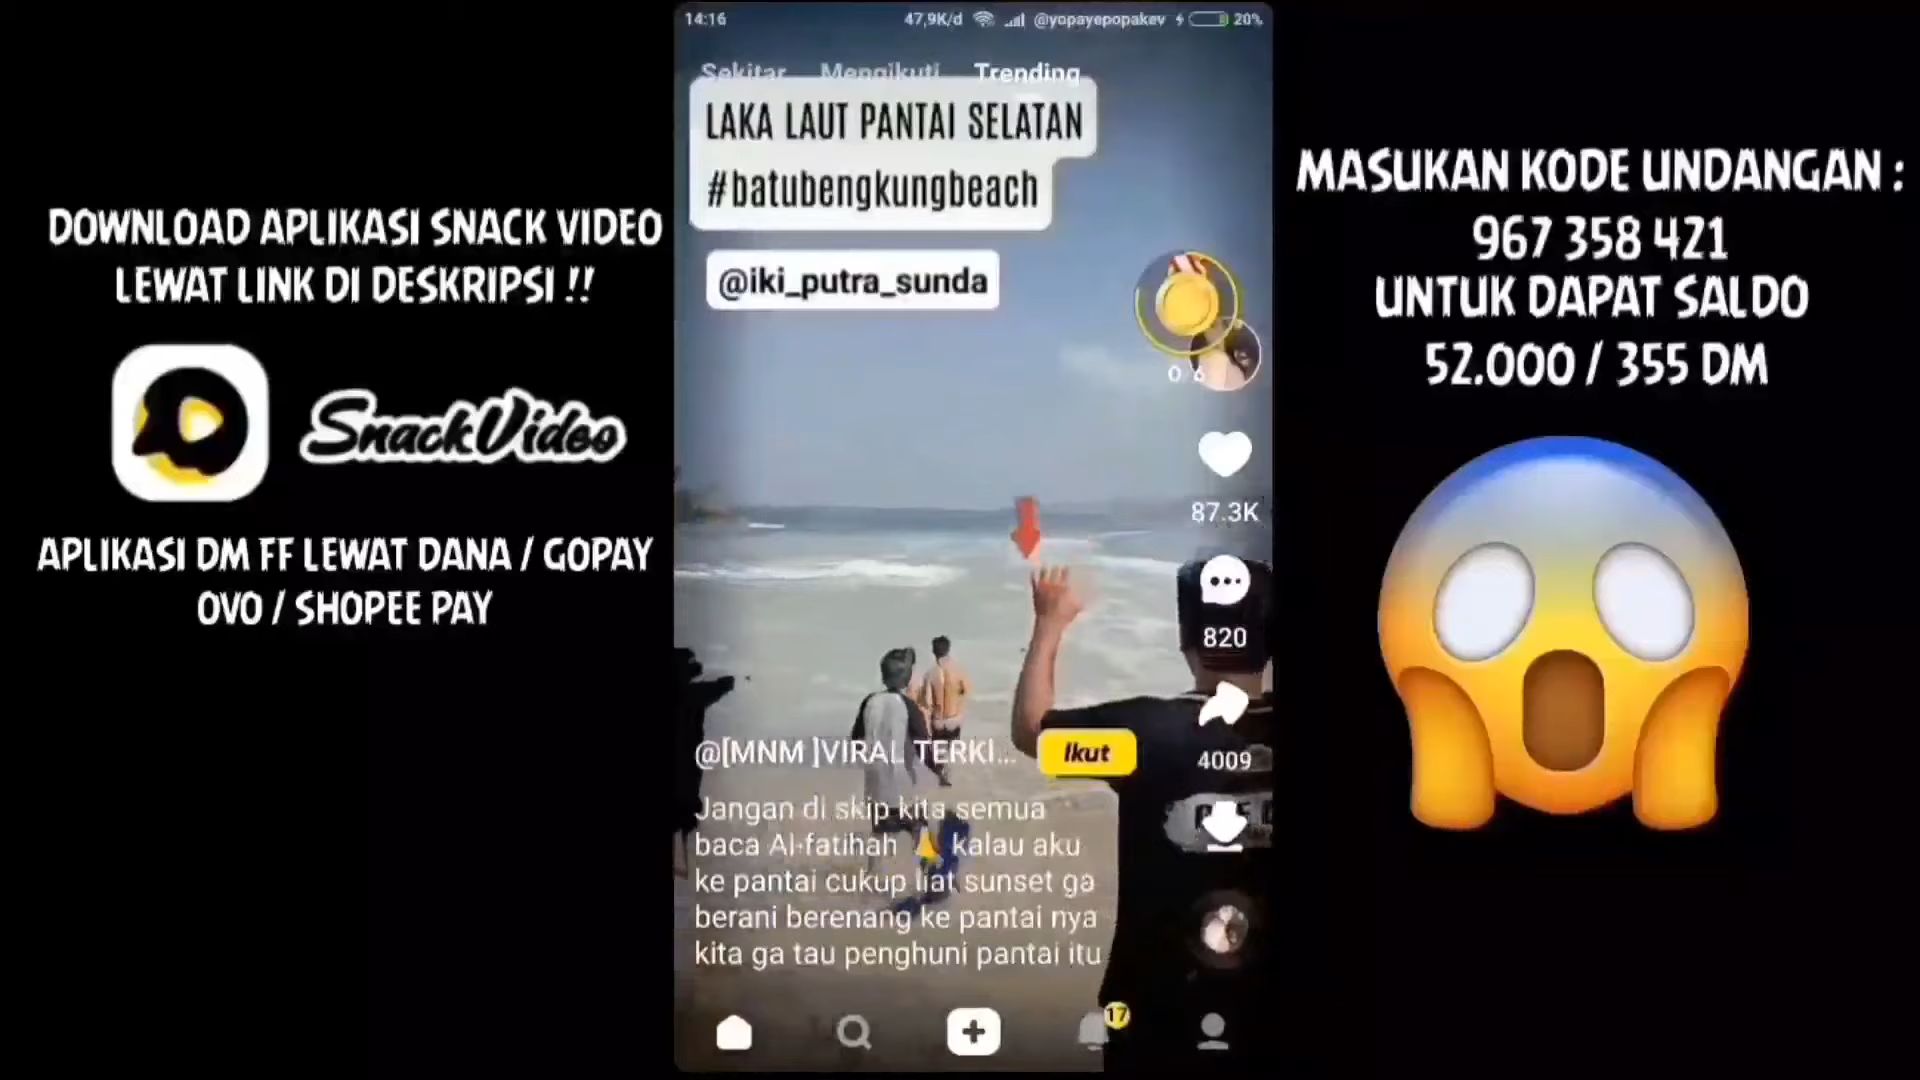 DOWNLOAD APLIKASI SNACK VIDEO
LEWAT LINK DI DESKRIPSI !!
SnackVideo
APLIKASI DM FF LEWAT DANA / GOPAY
OVO / SHOPEE PAY
14:16
47,9K/d
@yopayepopakev
20%
Sekitar
Mengikuti
Trending
LAKA LAUT PANTAI SELATAN
#batubengkungbeach
@iki_putra_sunda
87.3K
820
4009
@[MNM ]VIRAL TERKI...
Ikut
Jangan di skip kita semua
baca Al-fatihah 🙏 kalau aku
ke pantai cukup liat sunset ga
berani berenang ke pantai nya
kita ga tau penghuni pantai itu
17
MASUKAN KODE UNDANGAN :
967 358 421
UNTUK DAPAT SALDO
52.000 / 355 DM